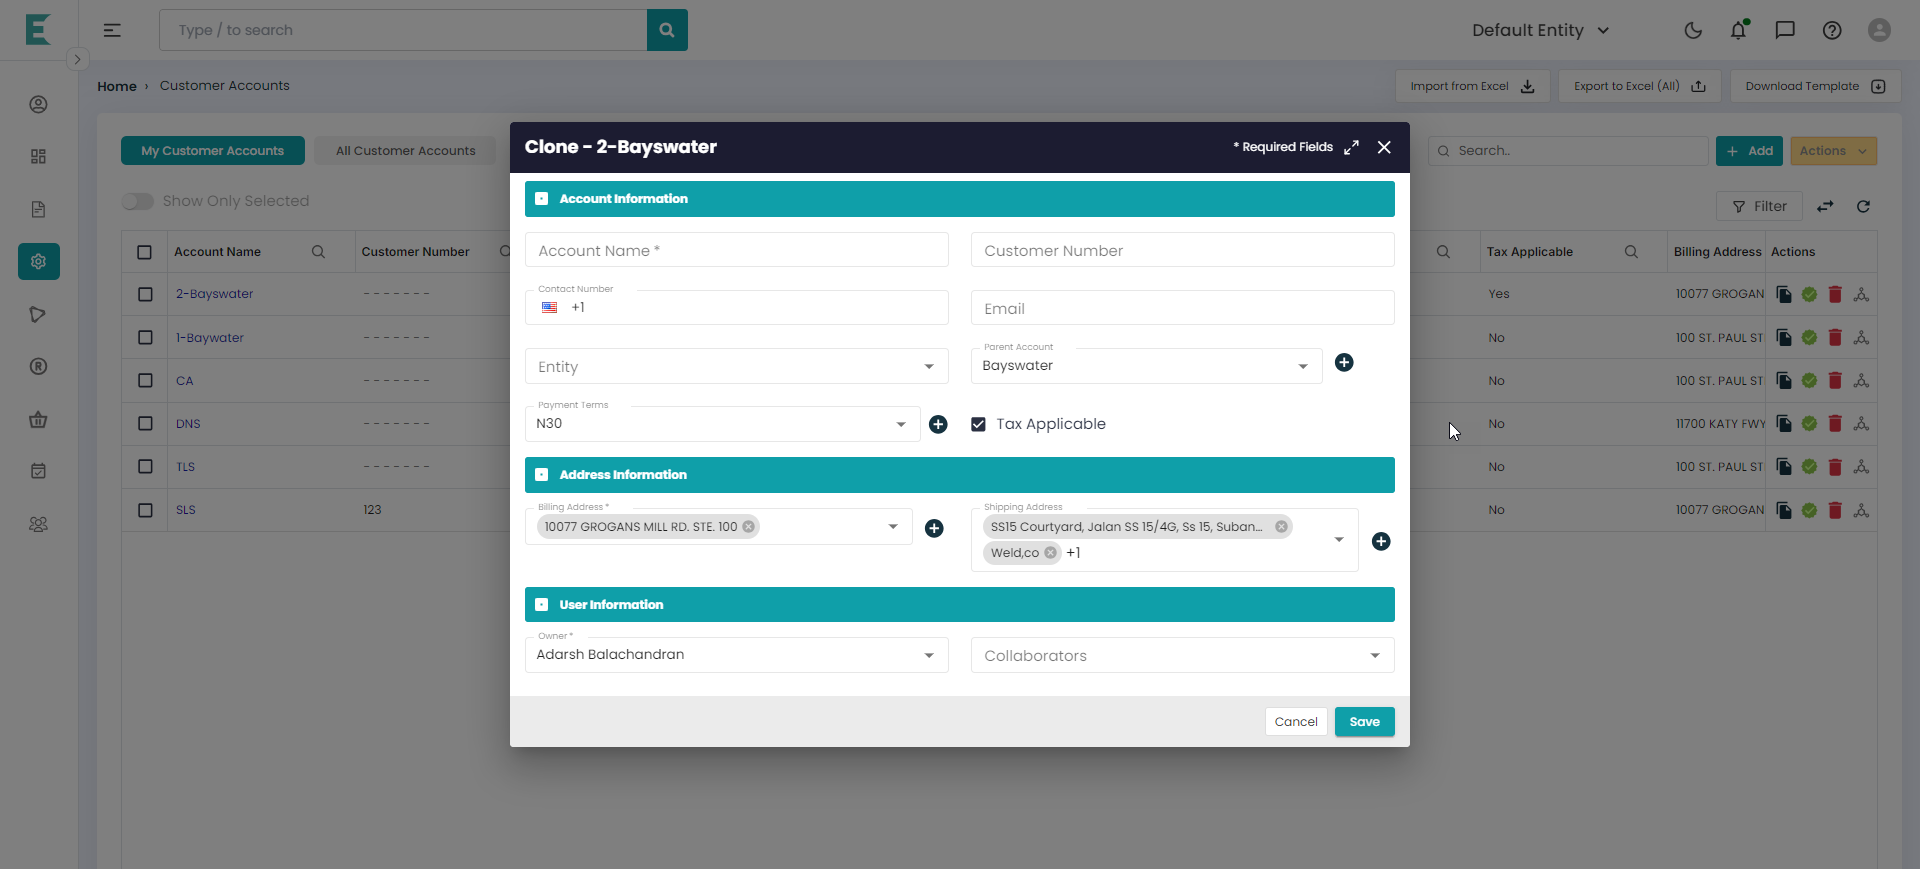 Type / to search
Default Entity
Home › Customer Accounts
Import from Excel
Export to Excel (All)
Download Template
My Customer Accounts
All Customer Accounts
Search..
+ Add
Actions
Show Only Selected
Filter
Account Name
Customer Number
Tax Applicable
Billing Address
Actions
2-Bayswater
- - - - - - -
Yes
10077 GROGAN
1-Baywater
- - - - - - -
No
100 ST. PAUL ST
CA
- - - - - - -
No
100 ST. PAUL ST
DNS
- - - - - - -
No
11700 KATY FWY
TLS
- - - - - - -
No
100 ST. PAUL ST
SLS
123
No
10077 GROGAN
Clone - 2-Bayswater
* Required Fields
Account Information
Account Name *
Customer Number
Contact Number
+1
Email
Entity
Parent Account
Bayswater
Payment Terms
N30
Tax Applicable
Address Information
Billing Address *
10077 GROGANS MILL RD. STE. 100
Shipping Address
SS15 Courtyard, Jalan SS 15/4G, Ss 15, Suban...
Weld,co
+1
User Information
Owner *
Adarsh Balachandran
Collaborators
Cancel
Save